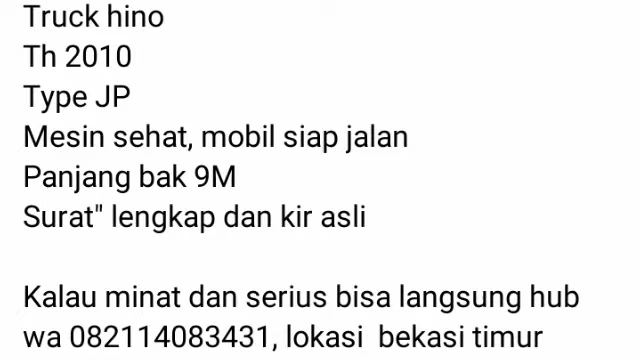 Truck hino
Th 2010
Type JP
Mesin sehat, mobil siap jalan
Panjang bak 9M
Surat" lengkap dan kir asli
Kalau minat dan serius bisa langsung hub
wa 082114083431, lokasi  bekasi timur